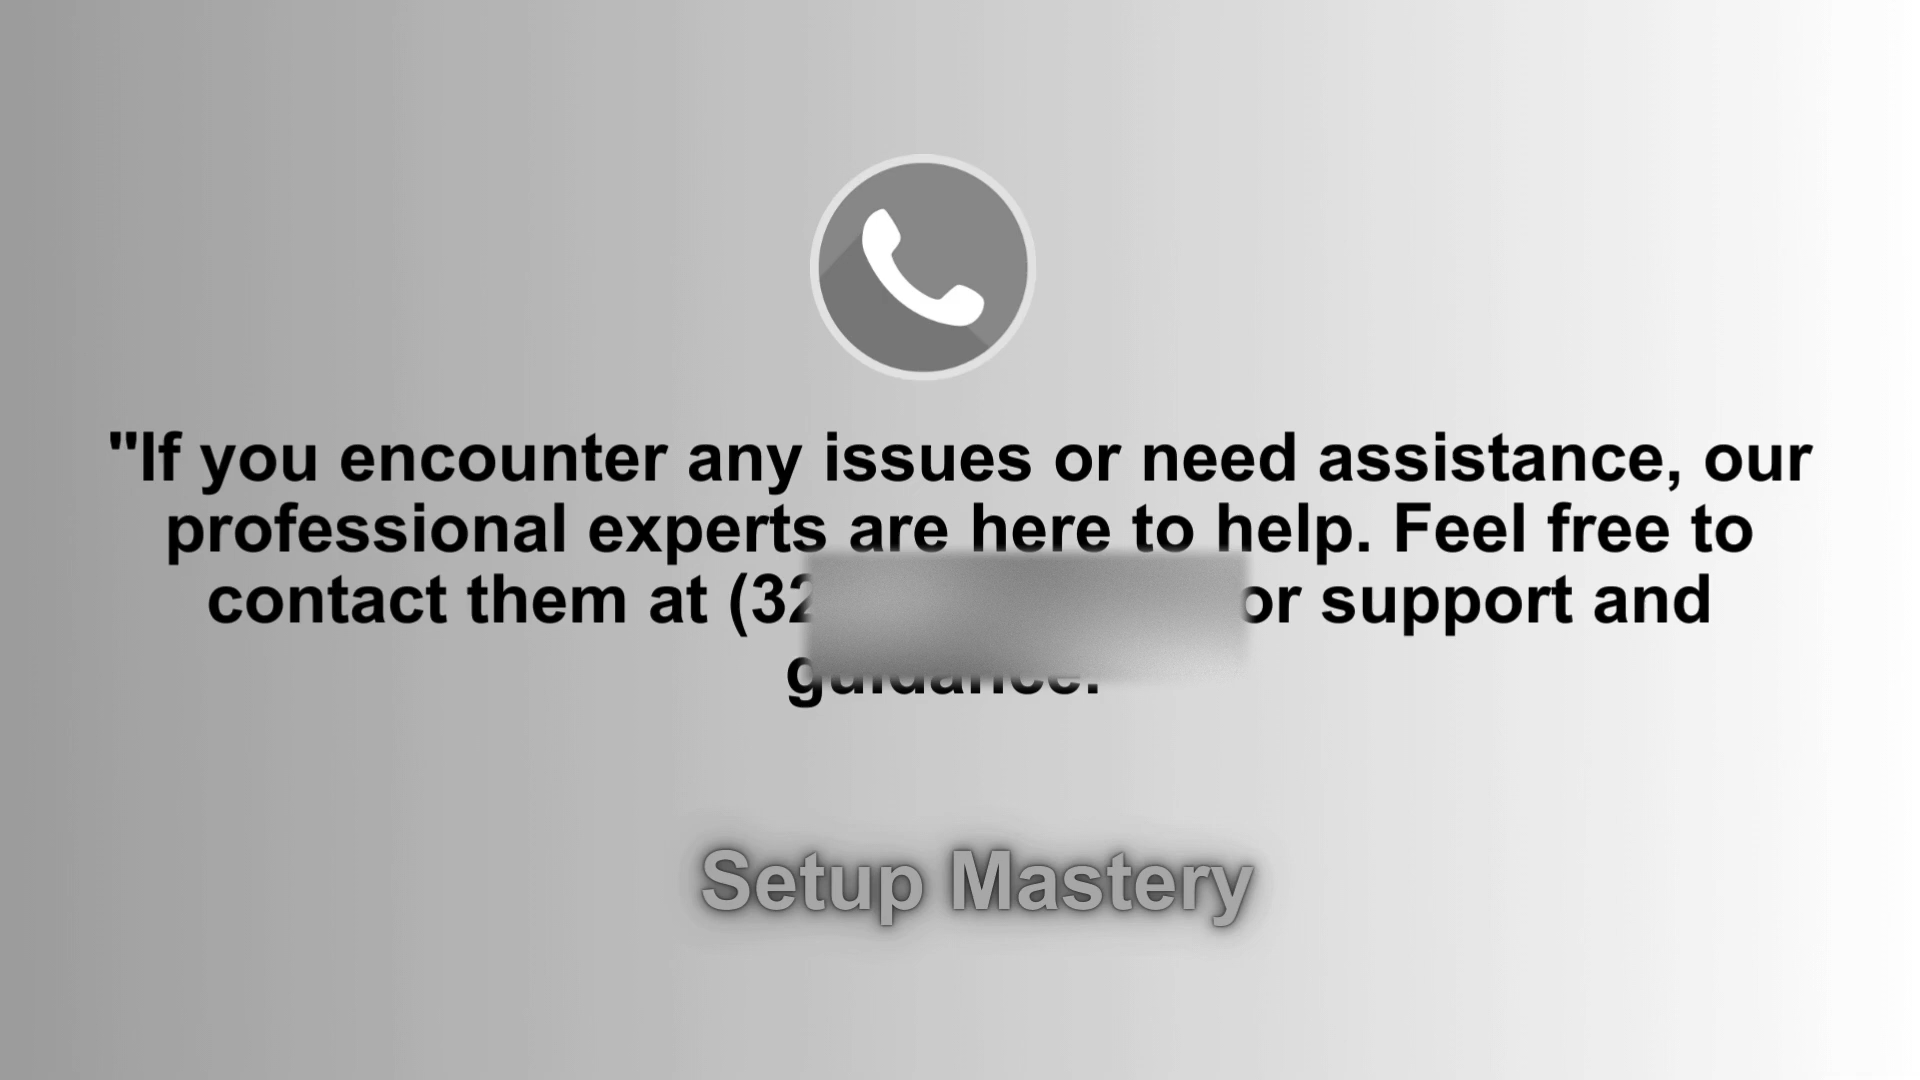 "If you encounter any issues or need assistance, our
professional experts are here to help. Feel free to
contact them at (32 or support and
guidance.
Setup Mastery